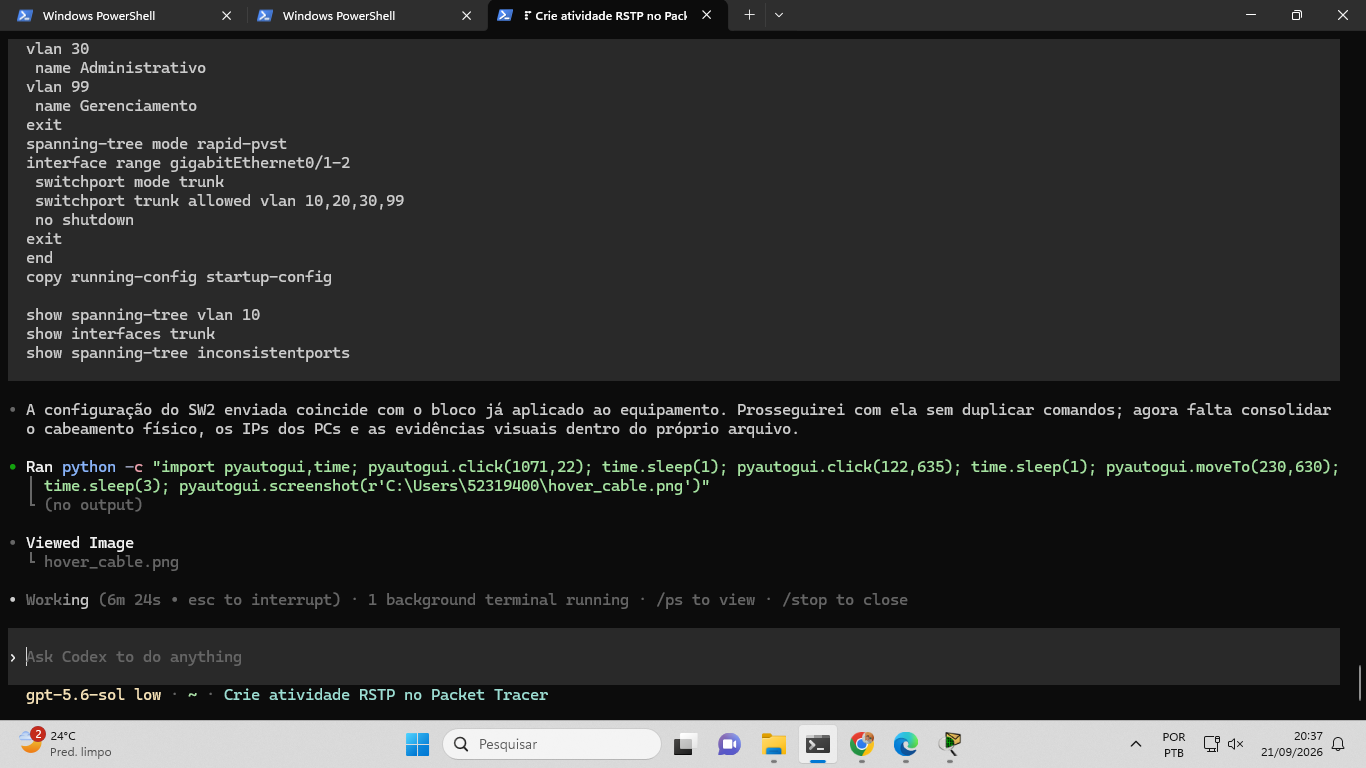 Windows PowerShell
Windows PowerShell
Crie atividade RSTP no Pack
vlan 30
name Administrativo
vlan 99
name Gerenciamento
exit
spanning-tree mode rapid-pvst
interface range gigabitEthernet0/1-2
switchport mode trunk
switchport trunk allowed vlan 10,20,30,99
no shutdown
exit
end
copy running-config startup-config
show spanning-tree vlan 10
show interfaces trunk
show spanning-tree inconsistentports
• A configuração do SW2 enviada coincide com o bloco já aplicado ao equipamento. Prosseguirei com ela sem duplicar comandos; agora falta consolidar
o cabeamento físico, os IPs dos PCs e as evidências visuais dentro do próprio arquivo.
• Ran python -c "import pyautogui,time; pyautogui.click(1071,22); time.sleep(1); pyautogui.click(122,635); time.sleep(1); pyautogui.moveTo(230,630);
│ time.sleep(3); pyautogui.screenshot(r'C:\Users\52319400\hover_cable.png')"
└ (no output)
• Viewed Image
└ hover_cable.png
• Working (6m 24s • esc to interrupt) · 1 background terminal running · /ps to view · /stop to close
› Ask Codex to do anything
gpt-5.6-sol low · ~ · Crie atividade RSTP no Packet Tracer
2
24°C
Pred. limpo
Pesquisar
POR
PTB
20:37
21/09/2026